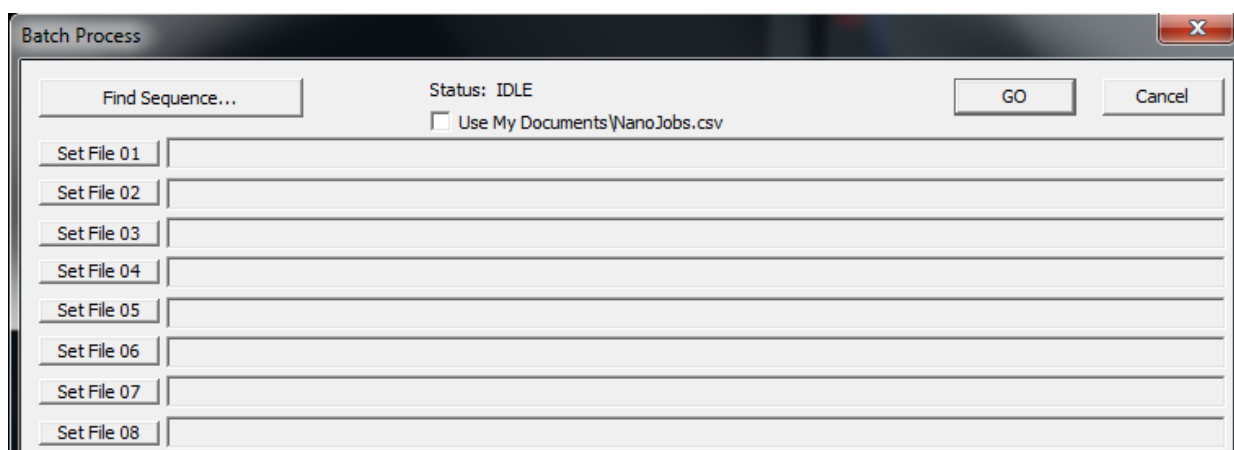 Batch Process
Find Sequence...
Status: IDLE
GO
Cancel
Use My Documents\NanoJobs.csv
Set File 01
Set File 02
Set File 03
Set File 04
Set File 05
Set File 06
Set File 07
Set File 08